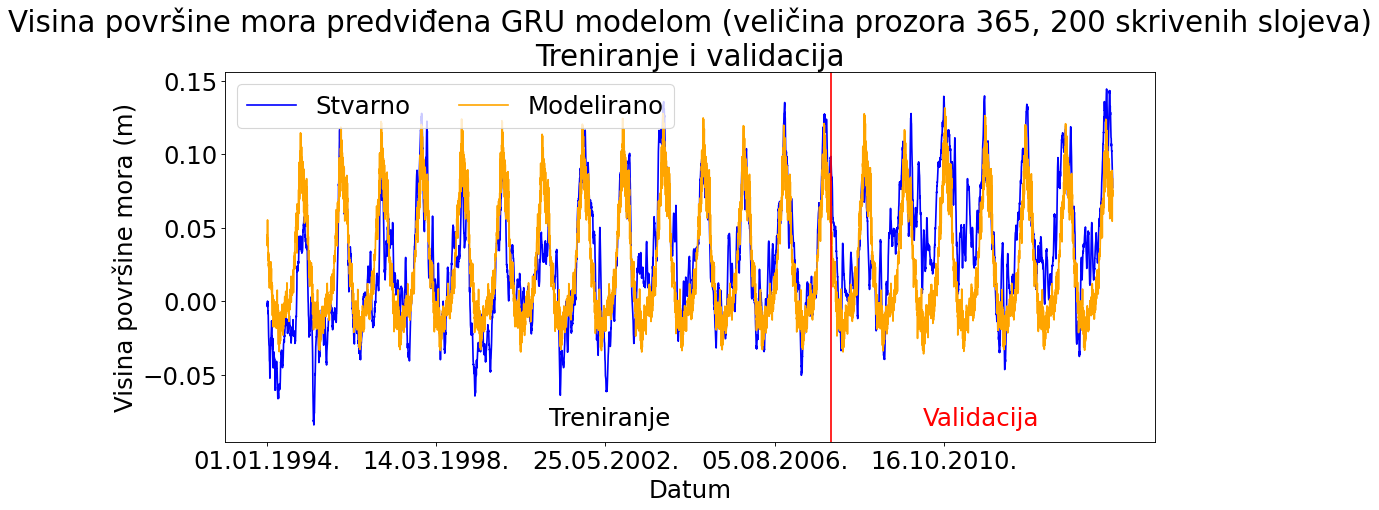 Visina površine mora predviđena GRU modelom (veličina prozora 365, 200 skrivenih slojeva)
Treniranje i validacija
Stvarno
Modelirano
Visina površine mora (m)
0.15
0.10
0.05
0.00
−0.05
Treniranje
Validacija
01.01.1994.
14.03.1998.
25.05.2002.
05.08.2006.
16.10.2010.
Datum